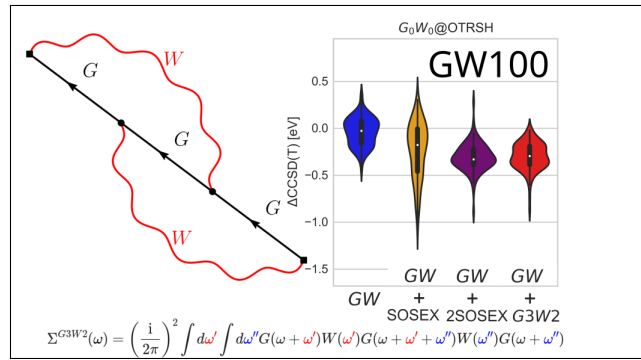 G₀W₀@OTRSH
GW100
W
G
G
G
W
ΔCCSD(T) [eV]
0.5
0.0
−0.5
−1.0
−1.5
GW
GW + SOSEX
GW + 2SOSEX
GW + G3W2
Σ^{G3W2}(ω) = (i/2π)² ∫ dω′ ∫ dω″ G(ω + ω′)W(ω′)G(ω + ω′ + ω″)W(ω″)G(ω + ω″)